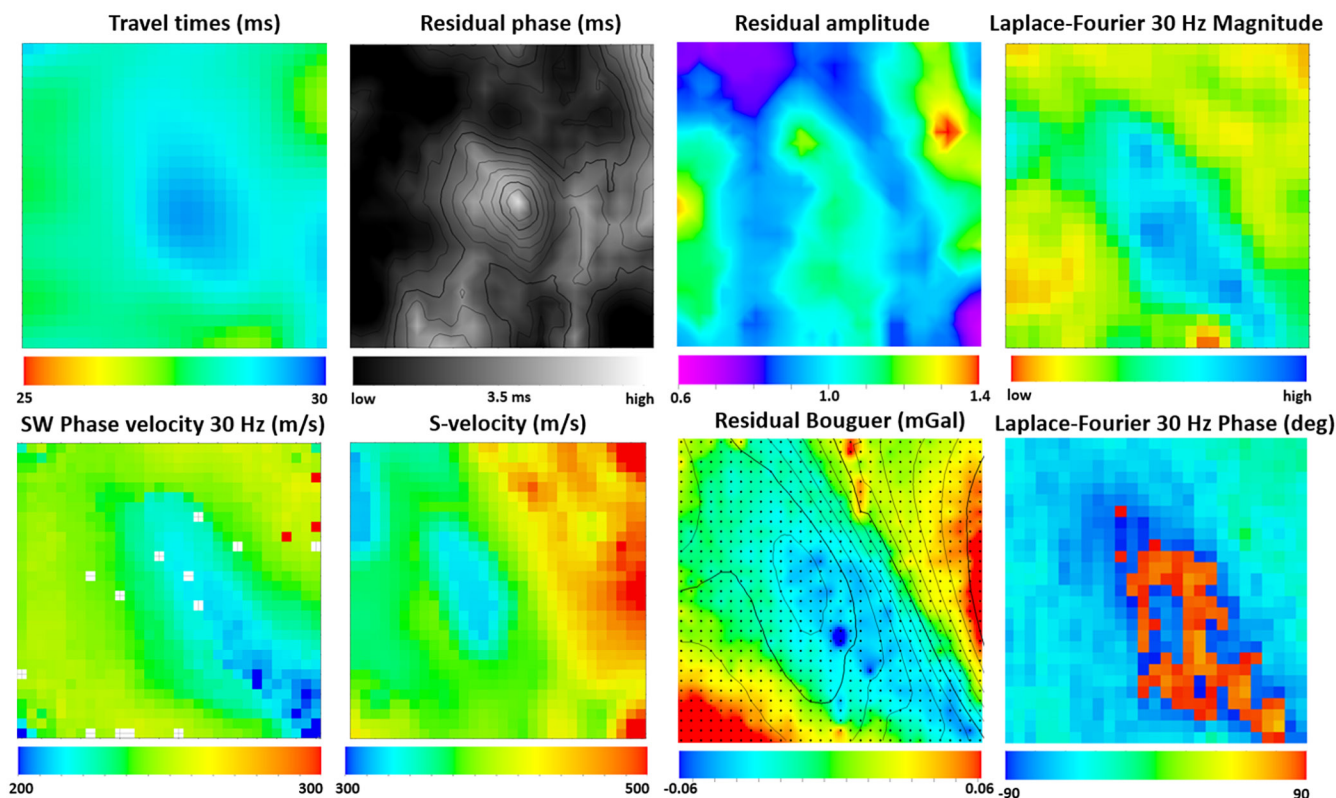 Travel times (ms)
Residual phase (ms)
Residual amplitude
Laplace-Fourier 30 Hz Magnitude
25 30
low 3.5 ms high
0.6 1.0 1.4
low high
SW Phase velocity 30 Hz (m/s)
S-velocity (m/s)
Residual Bouguer (mGal)
Laplace-Fourier 30 Hz Phase (deg)
200 300
300 500
-0.06 0.06
-90 90